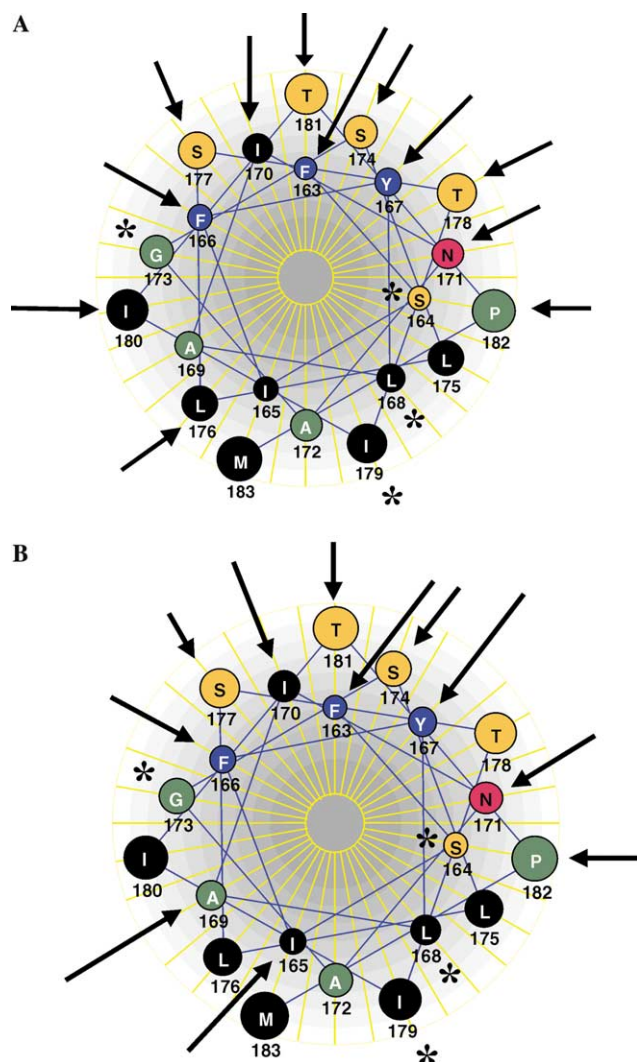 A
T
181
S
174
S
177
I
170
F
163
Y
167
T
178
F
166
*
G
173
N
171
I
180
*
S
164
P
182
A
169
L
175
L
176
I
165
L
168
*
A
172
M
183
I
179
*
B
T
181
S
174
S
177
I
170
F
163
Y
167
T
178
F
166
*
G
173
N
171
I
180
*
S
164
P
182
A
169
L
175
L
176
I
165
L
168
*
A
172
M
183
I
179
*